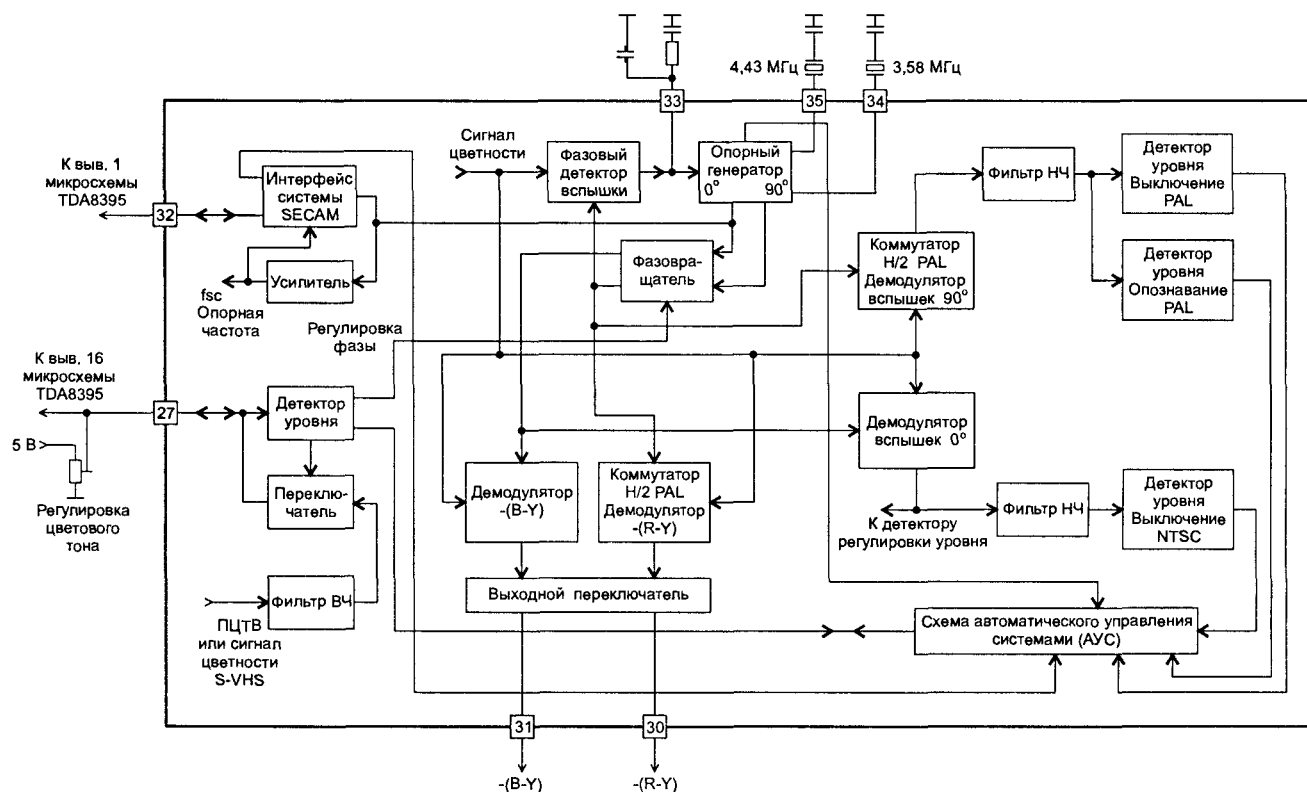 4,43 МГц
3,58 МГц
33
35
34
К выв. 1
микросхемы
TDA8395
32
Интерфейс
системы
SECAM
Усилитель
fsc
Опорная
частота
Сигнал
цветности
Фазовый
детектор
вспышки
Опорный
генератор
0° 90°
Фазовра-
щатель
Регулировка
фазы
Фильтр НЧ
Детектор
уровня
Выключение
PAL
Коммутатор
H/2 PAL
Демодулятор
вспышек 90°
Детектор
уровня
Опознавание
PAL
К выв. 16
микросхемы
TDA8395
27
5 В
Регулировка
цветового
тона
Детектор
уровня
Переклю-
чатель
Фильтр ВЧ
ПЦТВ
или сигнал
цветности
S-VHS
Демодулятор
-(B-Y)
Коммутатор
H/2 PAL
Демодулятор
-(R-Y)
Демодулятор
вспышек 0°
К детектору
регулировки уровня
Фильтр НЧ
Детектор
уровня
Выключение
NTSC
Выходной переключатель
Схема автоматического управления
системами (АУС)
31
30
-(B-Y)
-(R-Y)